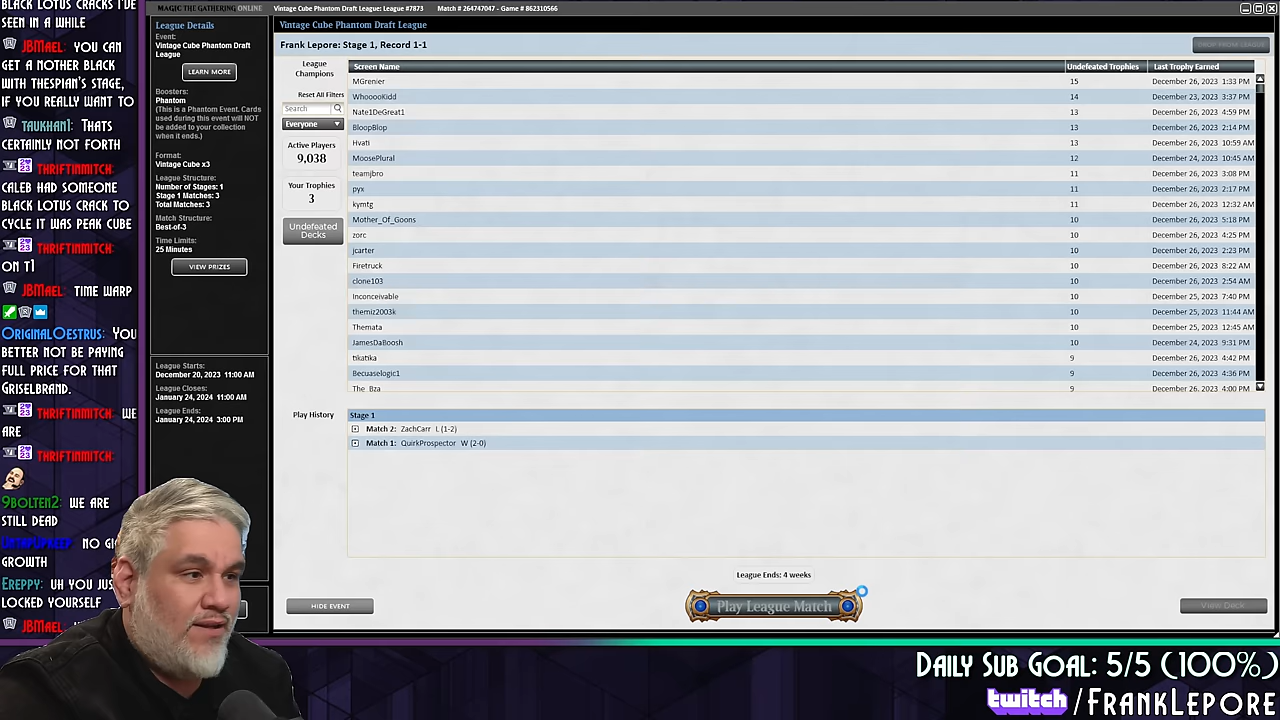 BLACK LOTUS CRACKS I'VE
SEEN IN A WHILE
JBMAEL: YOU CAN
GET A NOTHER BLACK
WITH THESPIAN'S STAGE,
IF YOU REALLY WANT TO
TAUKHAN1: THATS
CERTAINLY NOT FORTH
THRIFTINMITCH:
CALEB HAD SOMEONE
BLACK LOTUS CRACK TO
CYCLE IT WAS PEAK CUBE
THRIFTINMITCH:
ON T1
JBMAEL: TIME WARP
ORIGINALOESTRUS: YOU
BETTER NOT BE PAYING
FULL PRICE FOR THAT
GRISELBRAND.
THRIFTINMITCH: WE
ARE
THRIFTINMITCH:
9BOLTEN2: WE ARE
STILL DEAD
UNTAPUPKEEP: NO
GROWTH
EREPPY: UH YOU JUS
LOCKED YOURSELF
JBMAEL:
MAGIC THE GATHERING ONLINE
Vintage Cube Phantom Draft League: League #7873 Match # 264747047 - Game # 862310566
League Details
Event:
Vintage Cube Phantom Draft
League
LEARN MORE
Boosters:
Phantom
(This is a Phantom Event. Cards
used during this event will NOT
be added to your collection
when it ends.)
Format:
Vintage Cube x3
League Structure:
Number of Stages: 1
Stage 1 Matches: 3
Total Matches: 3
Match Structure:
Best-of-3
Time Limits:
25 Minutes
VIEW PRIZES
League Starts:
December 20, 2023 11:00 AM
League Closes:
January 24, 2024 11:00 AM
League Ends:
January 24, 2024 3:00 PM
Vintage Cube Phantom Draft League
Frank Lepore: Stage 1, Record 1-1
DROP FROM LEAGUE
League
Champions
Reset All Filters
Search
Everyone
Active Players
9,038
Your Trophies
3
Undefeated
Decks
Screen Name Undefeated Trophies Last Trophy Earned
MGrenier 15 December 26, 2023 1:33 PM
WhooooKidd 14 December 23, 2023 3:37 PM
Nate1DeGreat1 13 December 26, 2023 4:59 PM
BloopBlop 13 December 26, 2023 2:14 PM
Hvati 13 December 26, 2023 10:59 AM
MoosePlural 12 December 24, 2023 10:45 AM
teamjbro 11 December 26, 2023 3:08 PM
pyx 11 December 26, 2023 2:17 PM
kymtg 11 December 26, 2023 12:32 AM
Mother_Of_Goons 10 December 26, 2023 5:18 PM
zorc 10 December 26, 2023 4:25 PM
jcarter 10 December 26, 2023 2:23 PM
Firetruck 10 December 26, 2023 8:22 AM
clone103 10 December 26, 2023 2:54 AM
Inconceivable 10 December 25, 2023 7:40 PM
themiz2003k 10 December 25, 2023 11:44 AM
Themata 10 December 25, 2023 12:45 AM
JamesDaBoosh 10 December 24, 2023 9:31 PM
tikatika 9 December 26, 2023 4:42 PM
Becuaselogic1 9 December 26, 2023 4:36 PM
The_Bza 9 December 26, 2023 4:00 PM
Play History
Stage 1
Match 2: ZachCarr L (1-2)
Match 1: QuirkProspector W (2-0)
League Ends: 4 weeks
HIDE EVENT
Play League Match
View Deck
DAILY SUB GOAL: 5/5 (100%)
twitch/FRANKLEPORE